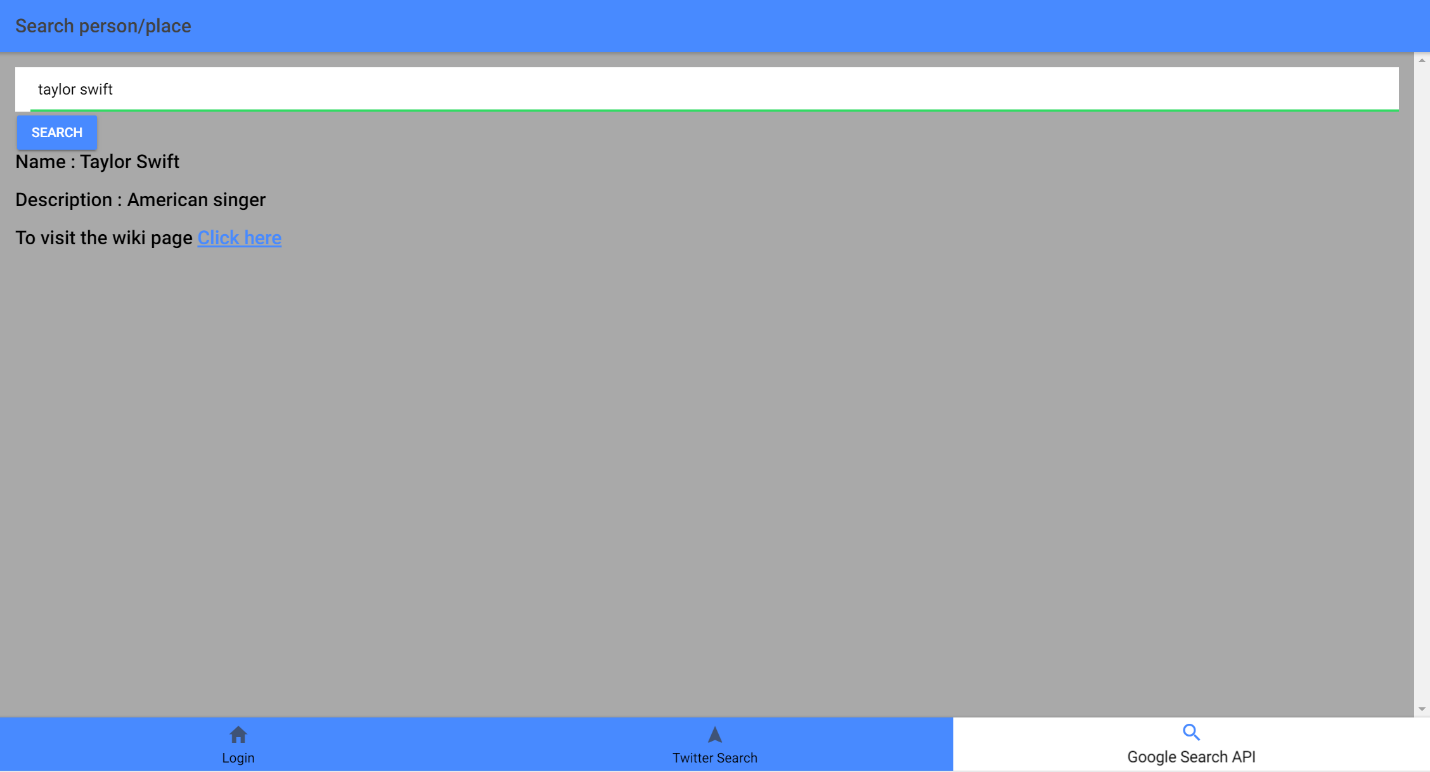 Search person/place
taylor swift
SEARCH
Name : Taylor Swift
Description : American singer
To visit the wiki page Click here
Login
Twitter Search
Google Search API